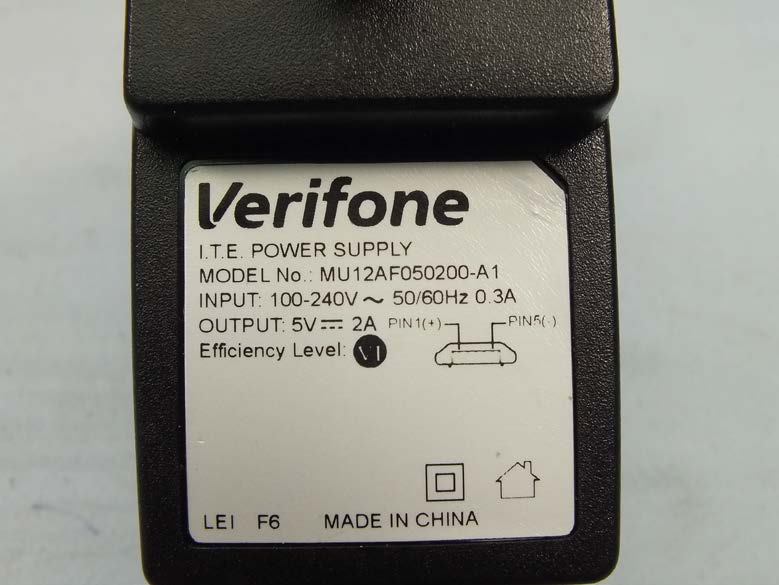 Verifone
I.T.E. POWER SUPPLY
MODEL No.: MU12AF050200-A1
INPUT: 100-240V ~ 50/60Hz 0.3A
OUTPUT: 5V⎓ 2A PIN1(+) PIN5(-)
Efficiency Level: VI
LEI F6 MADE IN CHINA